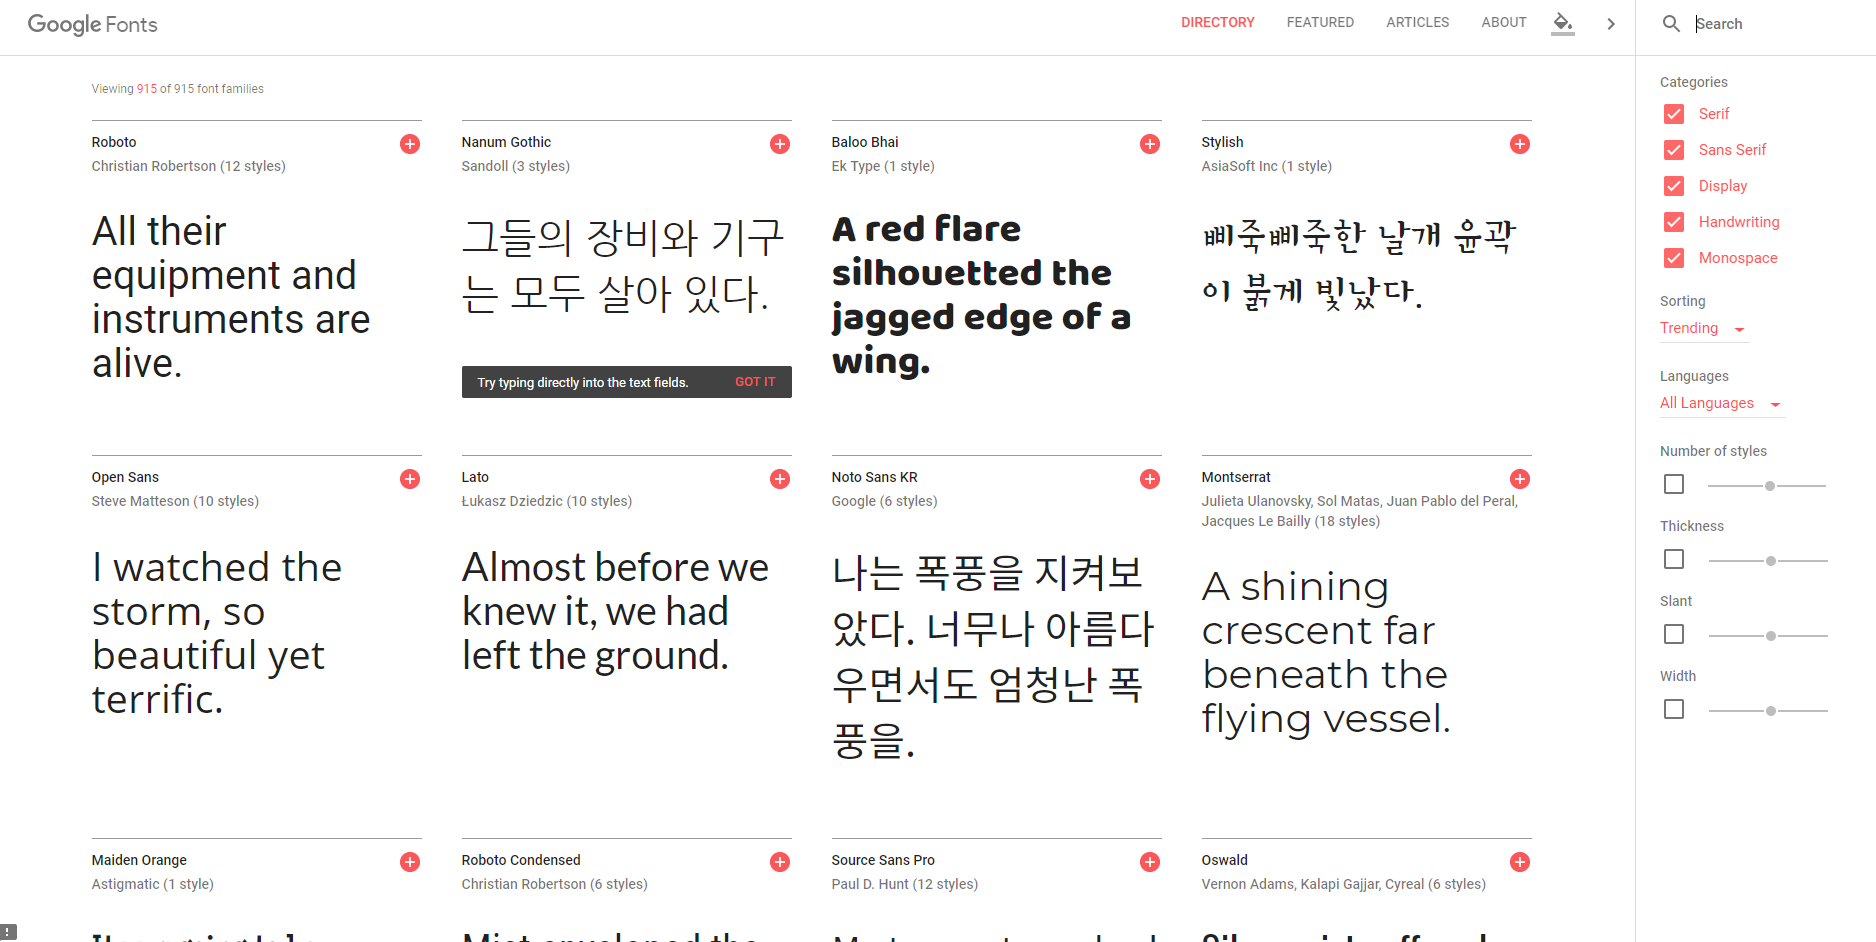 Google Fonts
DIRECTORY FEATURED ARTICLES ABOUT
Search
Viewing 915 of 915 font families
Roboto
Christian Robertson (12 styles)
All their
equipment and
instruments are
alive.
Nanum Gothic
Sandoll (3 styles)
그들의 장비와 기구
는 모두 살아 있다.
Try typing directly into the text fields. GOT IT
Baloo Bhai
Ek Type (1 style)
A red flare
silhouetted the
jagged edge of a
wing.
Stylish
AsiaSoft Inc (1 style)
삐죽삐죽한 날개 윤곽
이 붉게 빛났다.
Open Sans
Steve Matteson (10 styles)
I watched the
storm, so
beautiful yet
terrific.
Lato
Łukasz Dziedzic (10 styles)
Almost before we
knew it, we had
left the ground.
Noto Sans KR
Google (6 styles)
나는 폭풍을 지켜보
았다. 너무나 아름다
우면서도 엄청난 폭
풍을.
Montserrat
Julieta Ulanovsky, Sol Matas, Juan Pablo del Peral,
Jacques Le Bailly (18 styles)
A shining
crescent far
beneath the
flying vessel.
Maiden Orange
Astigmatic (1 style)
Roboto Condensed
Christian Robertson (6 styles)
Mist enveloped the
Source Sans Pro
Paul D. Hunt (12 styles)
Oswald
Vernon Adams, Kalapi Gajjar, Cyreal (6 styles)
Categories
Serif
Sans Serif
Display
Handwriting
Monospace
Sorting
Trending
Languages
All Languages
Number of styles
Thickness
Slant
Width